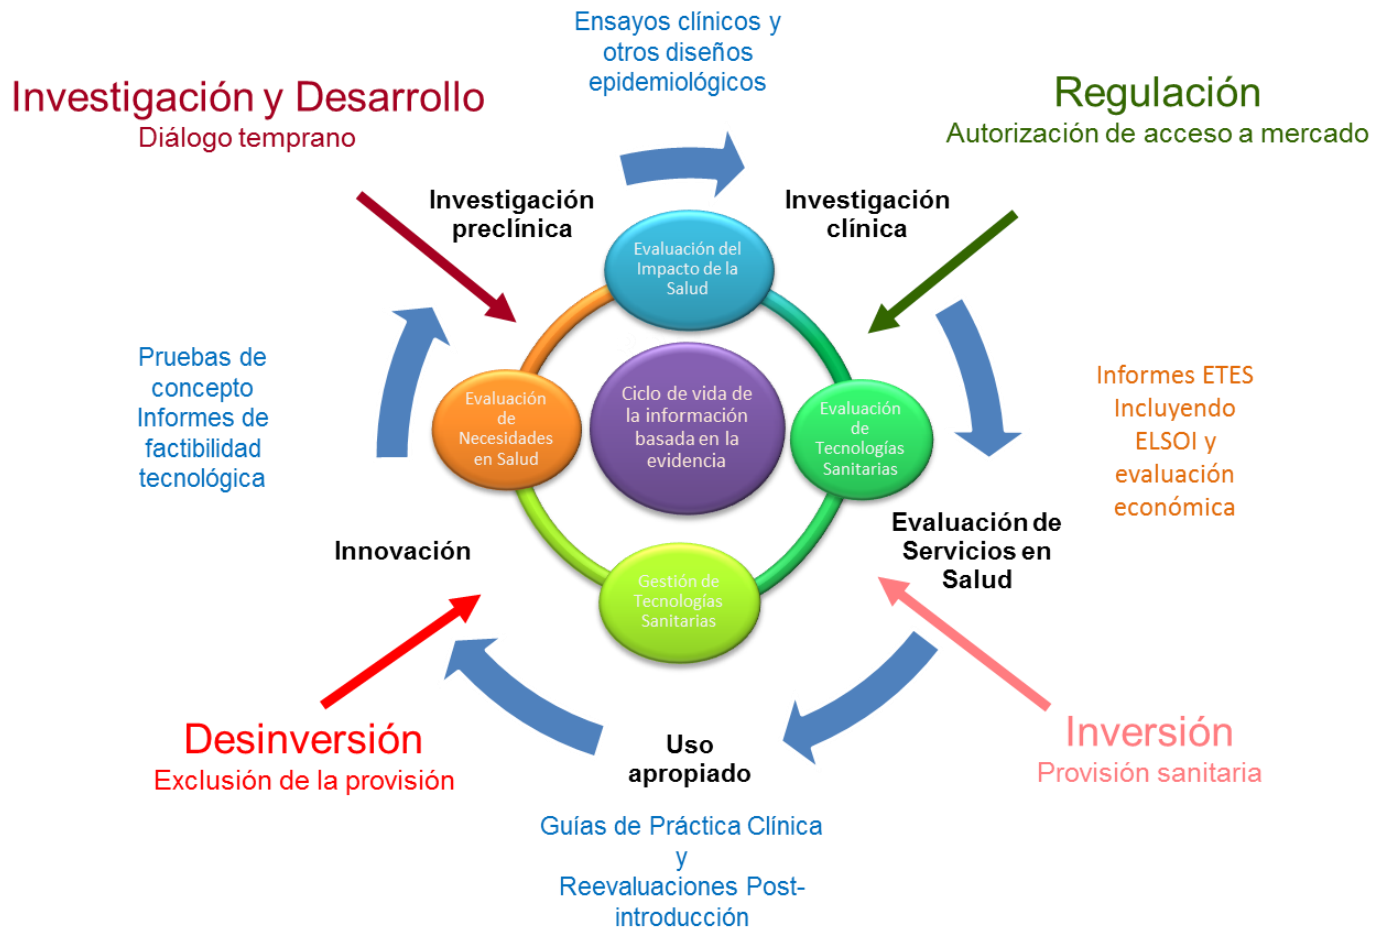 Ensayos clínicos y
otros diseños
epidemiológicos
Investigación y Desarrollo
Diálogo temprano
Regulación
Autorización de acceso a mercado
Investigación
preclínica
Investigación
clínica
Evaluación del
Impacto de la
Salud
Pruebas de
concepto
Informes de
factibilidad
tecnológica
Evaluación
de
Necesidades
en Salud
Ciclo de vida de
la información
basada en la
evidencia
Evaluación
de
Tecnologías
Sanitarias
Informes ETES
Incluyendo
ELSOI y
evaluación
económica
Innovación
Evaluación de
Servicios en
Salud
Gestión de
Tecnologías
Sanitarias
Desinversión
Exclusión de la provisión
Uso
apropiado
Inversión
Provisión sanitaria
Guías de Práctica Clínica
y
Reevaluaciones Post-
introducción